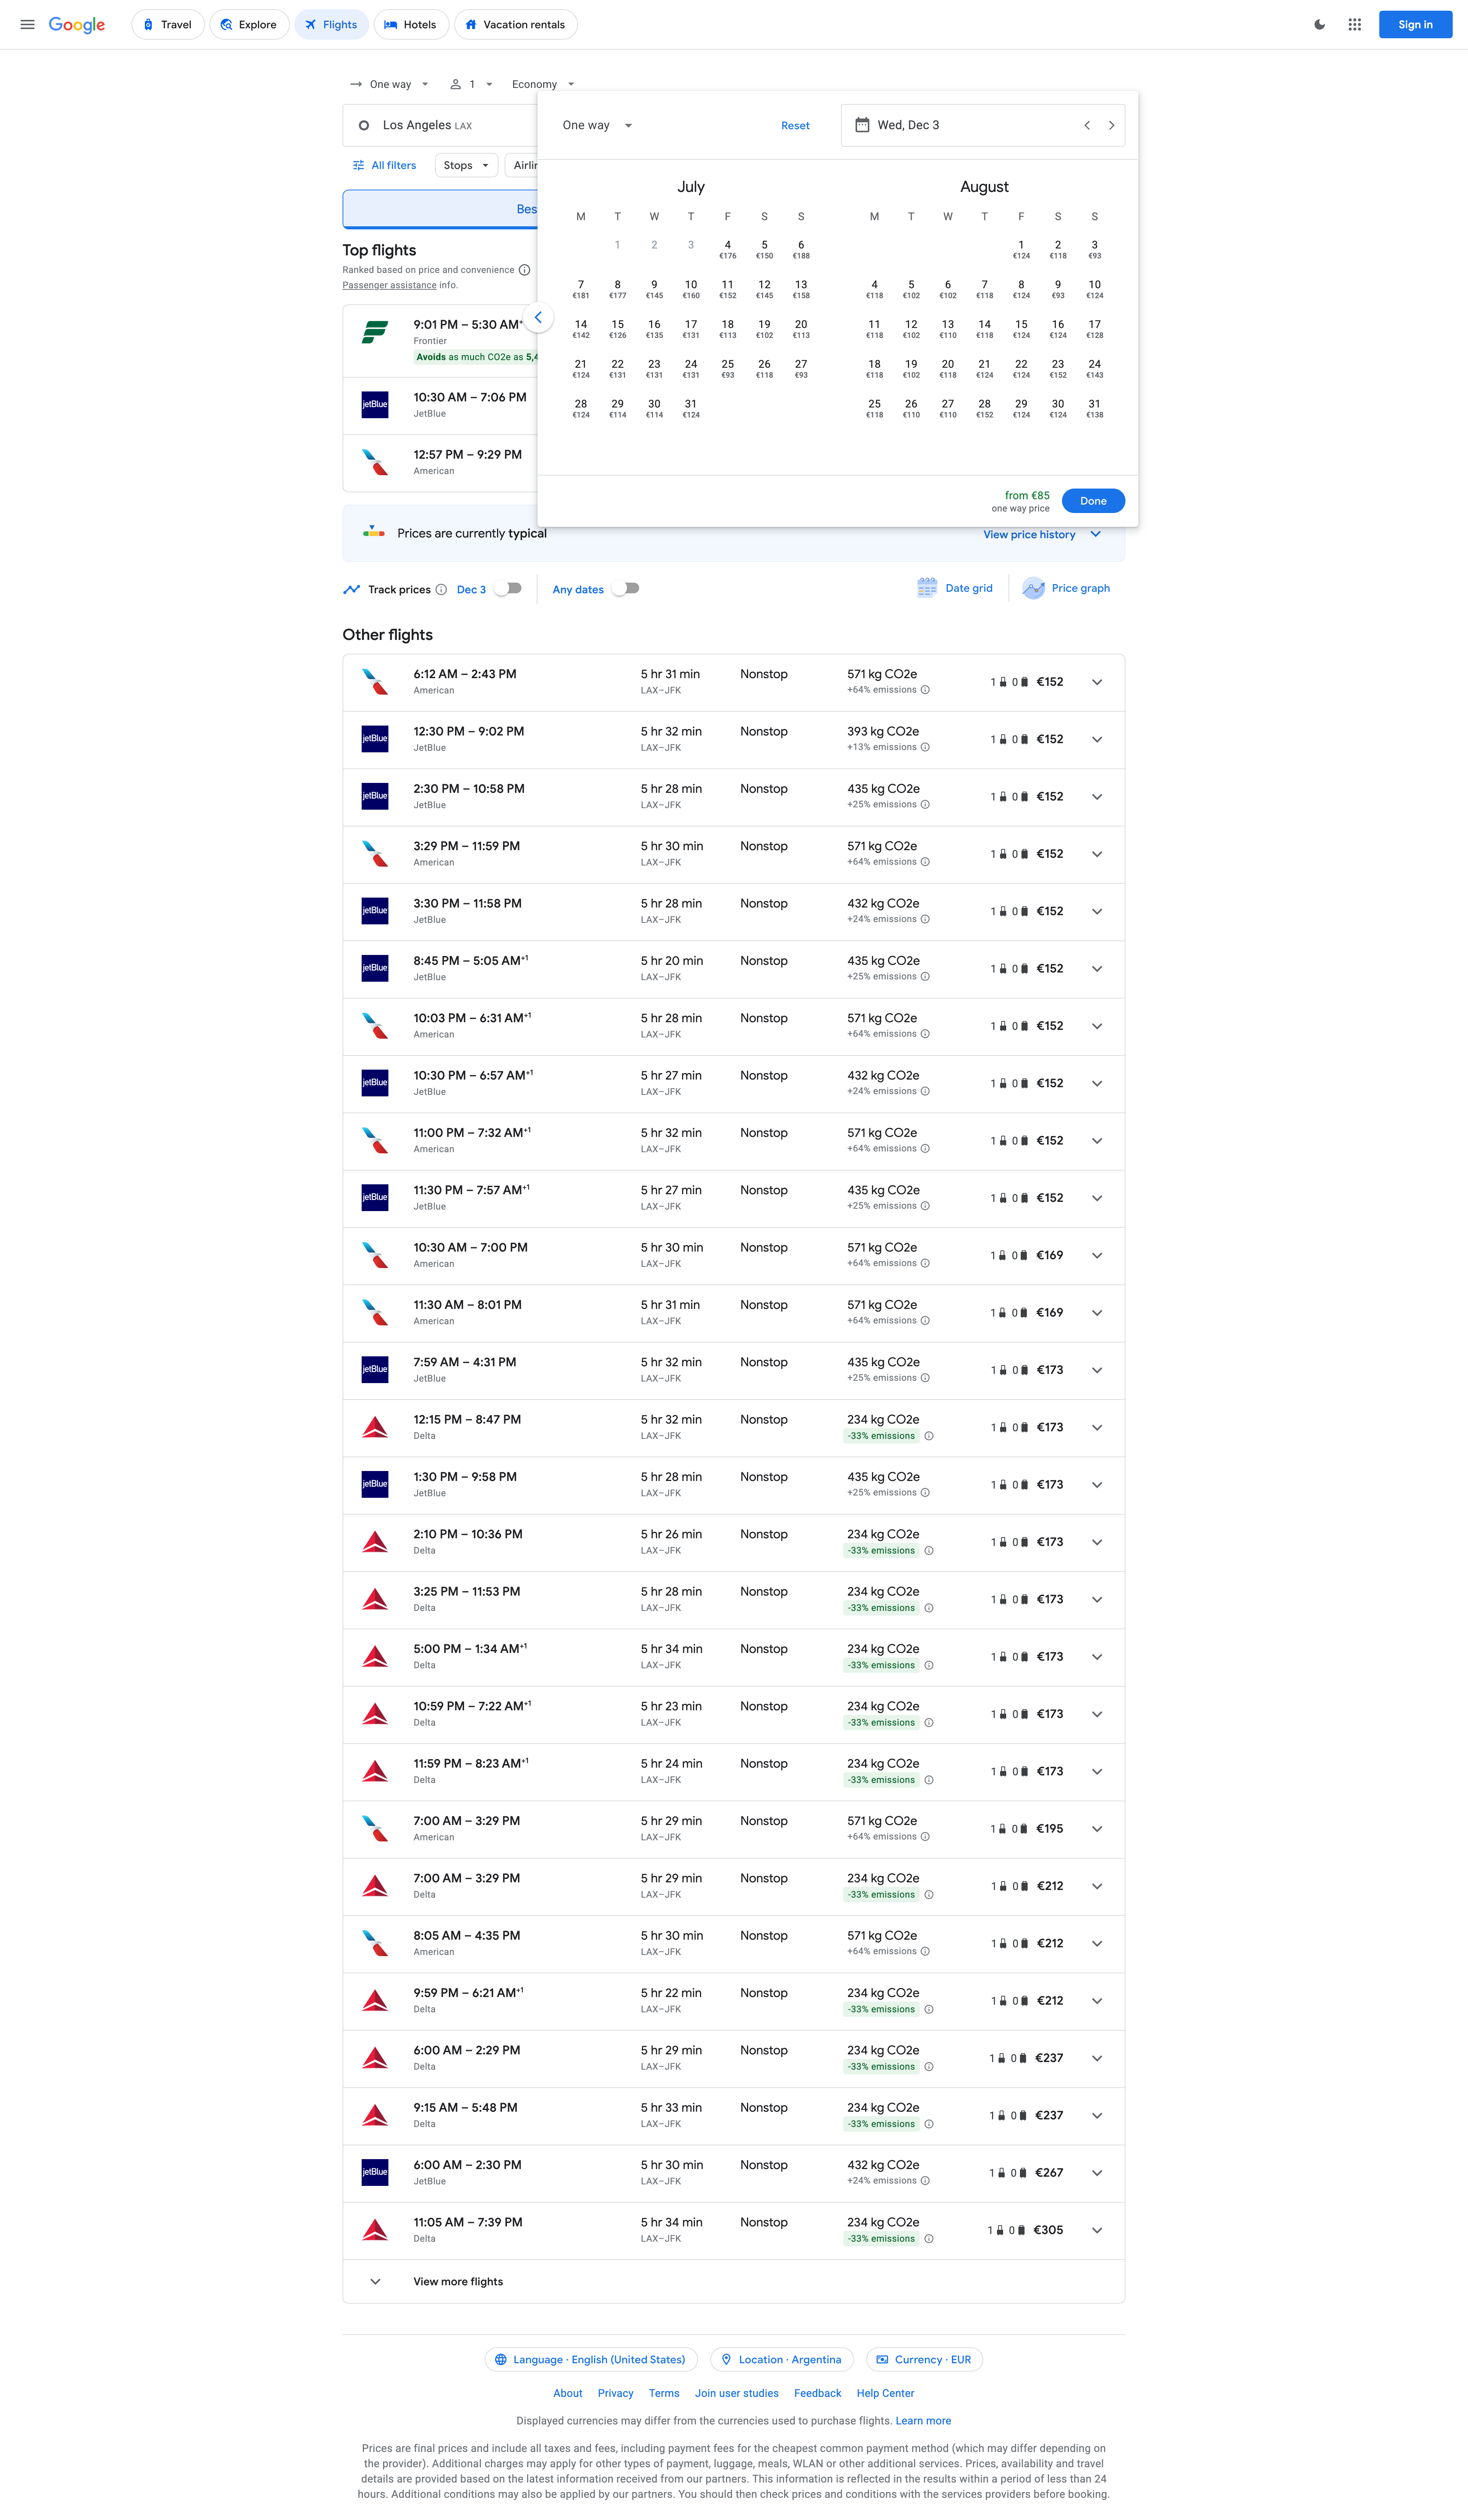 Google
Travel
Explore
Flights
Hotels
Vacation rentals
Sign in
One way
1
Economy
Los Angeles LAX
All filters
Stops
Top flights
Ranked based on price and convenience
Passenger assistance info.
9:01 PM – 5:30 AM
Frontier
Avoids as much CO2e as
jetBlue
10:30 AM – 7:06 PM
JetBlue
12:57 PM – 9:29 PM
American
One way
Reset
Wed, Dec 3
July
M T W T F S S
1 2 3 4 5 6
€176 €150 €188
7 8 9 10 11 12 13
€181 €177 €145 €160 €152 €145 €158
14 15 16 17 18 19 20
€142 €126 €135 €131 €113 €102 €113
21 22 23 24 25 26 27
€124 €131 €131 €131 €93 €118 €93
28 29 30 31
€124 €114 €114 €124
August
M T W T F S S
1 2 3
€124 €118 €93
4 5 6 7 8 9 10
€118 €102 €102 €118 €124 €93 €124
11 12 13 14 15 16 17
€118 €102 €110 €118 €124 €124 €128
18 19 20 21 22 23 24
€118 €102 €118 €124 €124 €152 €143
25 26 27 28 29 30 31
€118 €110 €110 €152 €124 €124 €138
from €85
one way price
Done
Prices are currently typical
View price history
Track prices
Dec 3
Any dates
Date grid
Price graph
Other flights
6:12 AM – 2:43 PM 5 hr 31 min Nonstop 571 kg CO2e 1 0 €152
American LAX–JFK +64% emissions
jetBlue 12:30 PM – 9:02 PM 5 hr 32 min Nonstop 393 kg CO2e 1 0 €152
JetBlue LAX–JFK +13% emissions
jetBlue 2:30 PM – 10:58 PM 5 hr 28 min Nonstop 435 kg CO2e 1 0 €152
JetBlue LAX–JFK +25% emissions
3:29 PM – 11:59 PM 5 hr 30 min Nonstop 571 kg CO2e 1 0 €152
American LAX–JFK +64% emissions
jetBlue 3:30 PM – 11:58 PM 5 hr 28 min Nonstop 432 kg CO2e 1 0 €152
JetBlue LAX–JFK +24% emissions
jetBlue 8:45 PM – 5:05 AM+1 5 hr 20 min Nonstop 435 kg CO2e 1 0 €152
JetBlue LAX–JFK +25% emissions
10:03 PM – 6:31 AM+1 5 hr 28 min Nonstop 571 kg CO2e 1 0 €152
American LAX–JFK +64% emissions
jetBlue 10:30 PM – 6:57 AM+1 5 hr 27 min Nonstop 432 kg CO2e 1 0 €152
JetBlue LAX–JFK +24% emissions
11:00 PM – 7:32 AM+1 5 hr 32 min Nonstop 571 kg CO2e 1 0 €152
American LAX–JFK +64% emissions
jetBlue 11:30 PM – 7:57 AM+1 5 hr 27 min Nonstop 435 kg CO2e 1 0 €152
JetBlue LAX–JFK +25% emissions
10:30 AM – 7:00 PM 5 hr 30 min Nonstop 571 kg CO2e 1 0 €169
American LAX–JFK +64% emissions
11:30 AM – 8:01 PM 5 hr 31 min Nonstop 571 kg CO2e 1 0 €169
American LAX–JFK +64% emissions
jetBlue 7:59 AM – 4:31 PM 5 hr 32 min Nonstop 435 kg CO2e 1 0 €173
JetBlue LAX–JFK +25% emissions
12:15 PM – 8:47 PM 5 hr 32 min Nonstop 234 kg CO2e 1 0 €173
Delta LAX–JFK -33% emissions
jetBlue 1:30 PM – 9:58 PM 5 hr 28 min Nonstop 435 kg CO2e 1 0 €173
JetBlue LAX–JFK +25% emissions
2:10 PM – 10:36 PM 5 hr 26 min Nonstop 234 kg CO2e 1 0 €173
Delta LAX–JFK -33% emissions
3:25 PM – 11:53 PM 5 hr 28 min Nonstop 234 kg CO2e 1 0 €173
Delta LAX–JFK -33% emissions
5:00 PM – 1:34 AM+1 5 hr 34 min Nonstop 234 kg CO2e 1 0 €173
Delta LAX–JFK -33% emissions
10:59 PM – 7:22 AM+1 5 hr 23 min Nonstop 234 kg CO2e 1 0 €173
Delta LAX–JFK -33% emissions
11:59 PM – 8:23 AM+1 5 hr 24 min Nonstop 234 kg CO2e 1 0 €173
Delta LAX–JFK -33% emissions
7:00 AM – 3:29 PM 5 hr 29 min Nonstop 571 kg CO2e 1 0 €195
American LAX–JFK +64% emissions
7:00 AM – 3:29 PM 5 hr 29 min Nonstop 234 kg CO2e 1 0 €212
Delta LAX–JFK -33% emissions
8:05 AM – 4:35 PM 5 hr 30 min Nonstop 571 kg CO2e 1 0 €212
American LAX–JFK +64% emissions
9:59 PM – 6:21 AM+1 5 hr 22 min Nonstop 234 kg CO2e 1 0 €212
Delta LAX–JFK -33% emissions
6:00 AM – 2:29 PM 5 hr 29 min Nonstop 234 kg CO2e 1 0 €237
Delta LAX–JFK -33% emissions
9:15 AM – 5:48 PM 5 hr 33 min Nonstop 234 kg CO2e 1 0 €237
Delta LAX–JFK -33% emissions
jetBlue 6:00 AM – 2:30 PM 5 hr 30 min Nonstop 432 kg CO2e 1 0 €267
JetBlue LAX–JFK +24% emissions
11:05 AM – 7:39 PM 5 hr 34 min Nonstop 234 kg CO2e 1 0 €305
Delta LAX–JFK -33% emissions
View more flights
Language · English (United States)
Location · Argentina
Currency · EUR
About Privacy Terms Join user studies Feedback Help Center
Displayed currencies may differ from the currencies used to purchase flights. Learn more
Prices are final prices and include all taxes and fees, including payment fees for the cheapest common payment method (which may differ depending on
the provider). Additional charges may apply for other types of payment, luggage, meals, WLAN or other additional services. Prices, availability and travel
details are provided based on the latest information received from our partners. This information is reflected in the results within a period of less than 24
hours. Additional conditions may also be applied by our partners. You should then check prices and conditions with the services providers before booking.